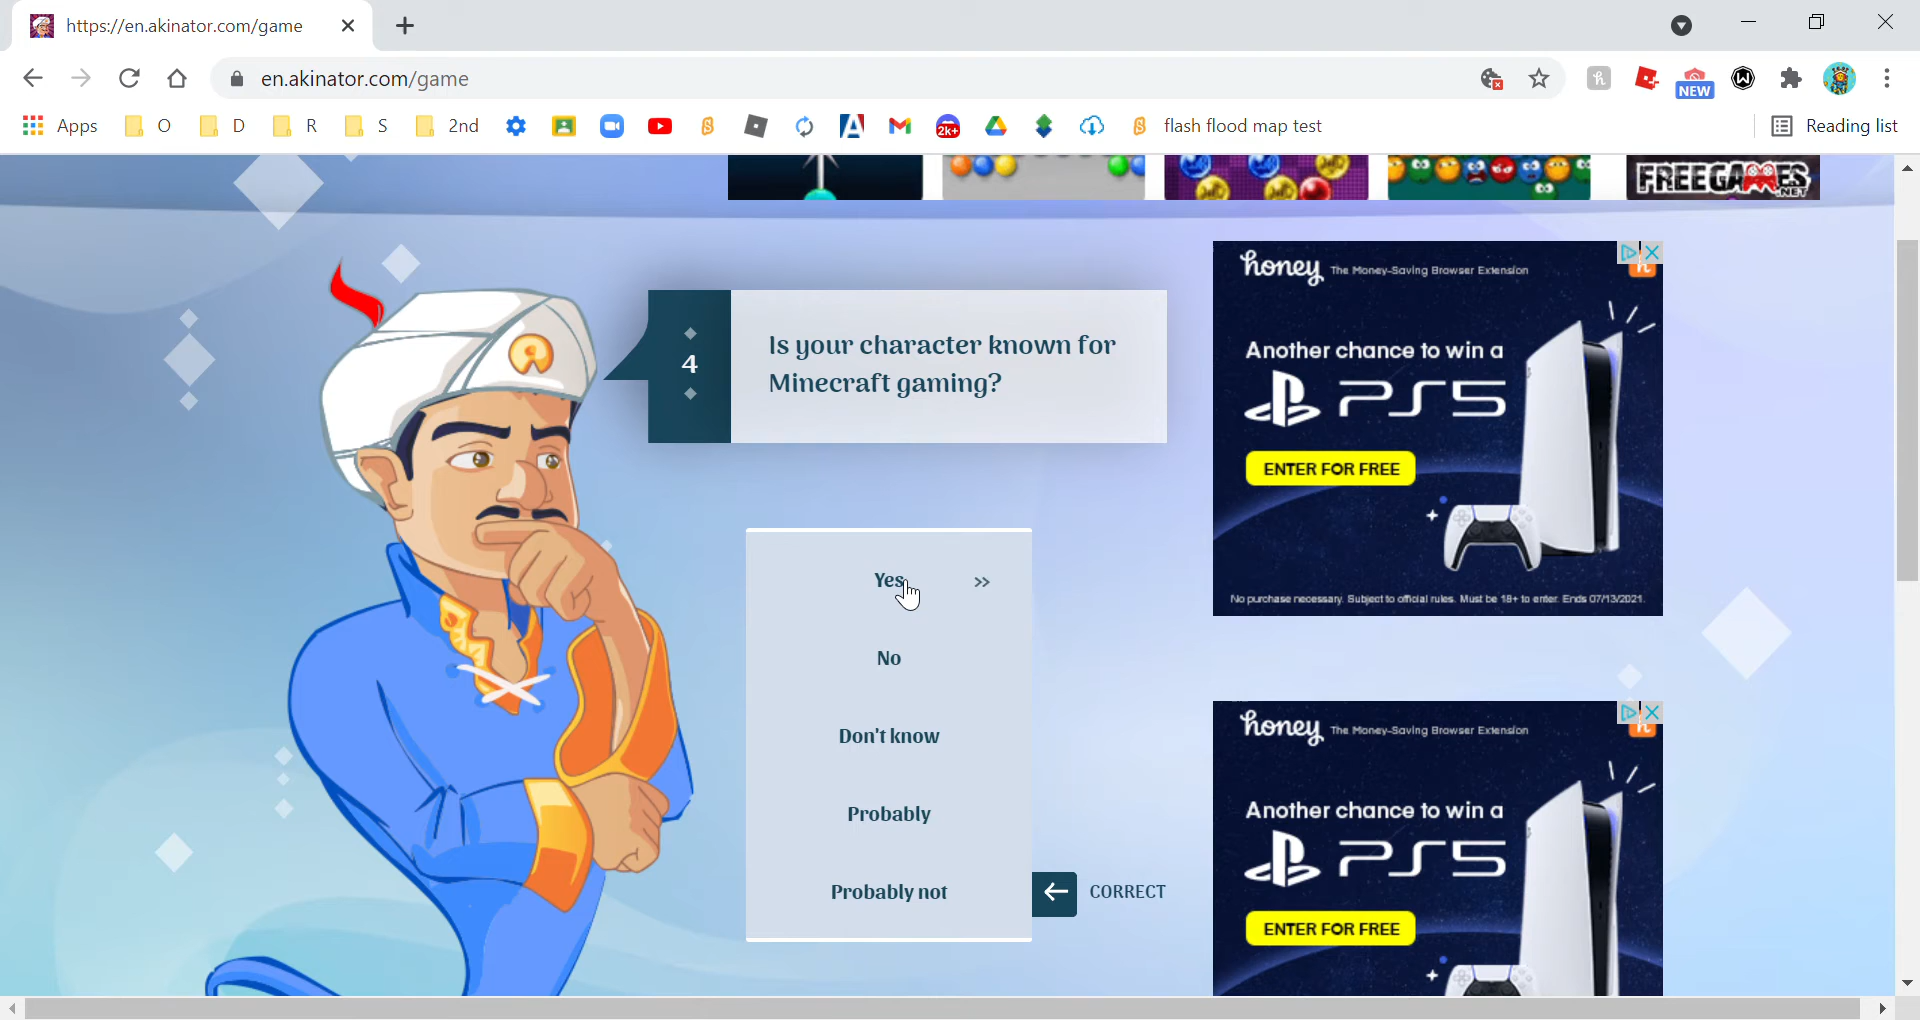 https://en.akinator.com/game
en.akinator.com/game
NEW
Apps O D R S 2nd 2k+ flash flood map test Reading list
FREEGAMES
.NET
4
Is your character known for
Minecraft gaming?
Yes >>
No
Don't know
Probably
Probably not
CORRECT
honey The Money-Saving Browser Extension
Another chance to win a
PS5
ENTER FOR FREE
No purchase necessary. Subject to official rules. Must be 18+ to enter. Ends 07/13/2021.
honey The Money-Saving Browser Extension
Another chance to win a
PS5
ENTER FOR FREE